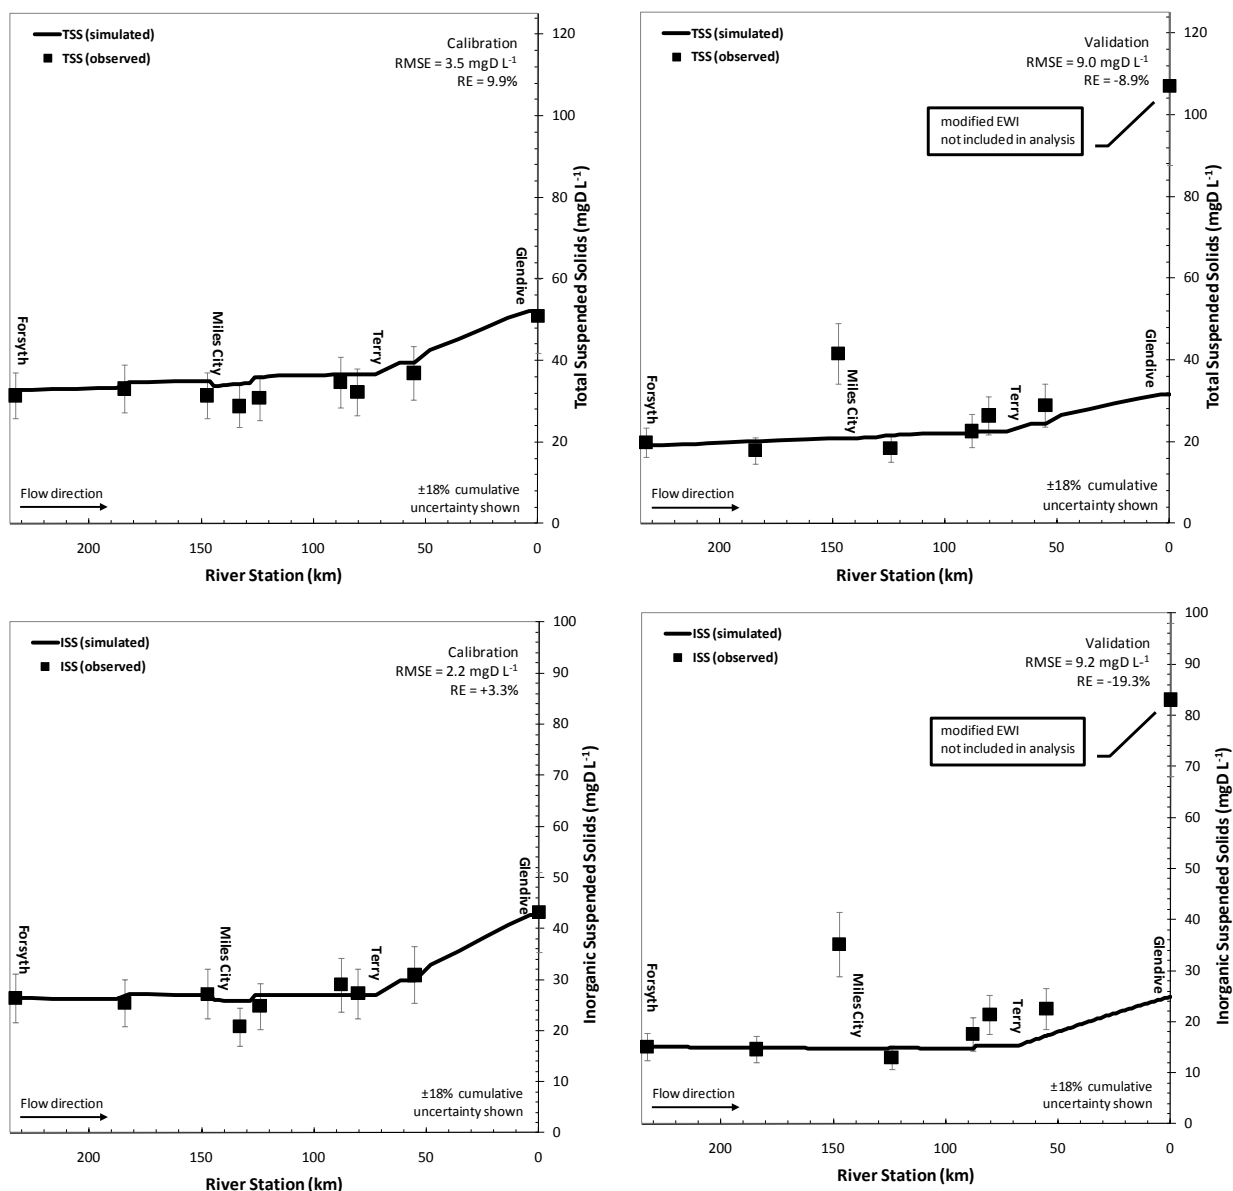 TSS (simulated)
TSS (observed)
Calibration
RMSE = 3.5 mgD L-1
RE = 9.9%
Forsyth
Miles City
Terry
Glendive
Flow direction
±18% cumulative
uncertainty shown
120
100
80
60
40
20
0
Total Suspended Solids (mgD L-1)
200
150
100
50
0
River Station (km)
TSS (simulated)
TSS (observed)
Validation
RMSE = 9.0 mgD L-1
RE = -8.9%
modified EWI
not included in analysis
Forsyth
Miles City
Terry
Glendive
Flow direction
±18% cumulative
uncertainty shown
120
100
80
60
40
20
0
Total Suspended Solids (mgD L-1)
200
150
100
50
0
River Station (km)
ISS (simulated)
ISS (observed)
Calibration
RMSE = 2.2 mgD L-1
RE = +3.3%
Forsyth
Miles City
Terry
Glendive
Flow direction
±18% cumulative
uncertainty shown
100
90
80
70
60
50
40
30
20
10
0
Inorganic Suspended Solids (mgD L-1)
200
150
100
50
0
River Station (km)
ISS (simulated)
ISS (observed)
Validation
RMSE = 9.2 mgD L-1
RE = -19.3%
modified EWI
not included in analysis
Forsyth
Miles City
Terry
Glendive
Flow direction
±18% cumulative
uncertainty shown
100
90
80
70
60
50
40
30
20
10
0
Inorganic Suspended Solids (mgD L-1)
200
150
100
50
0
River Station (km)